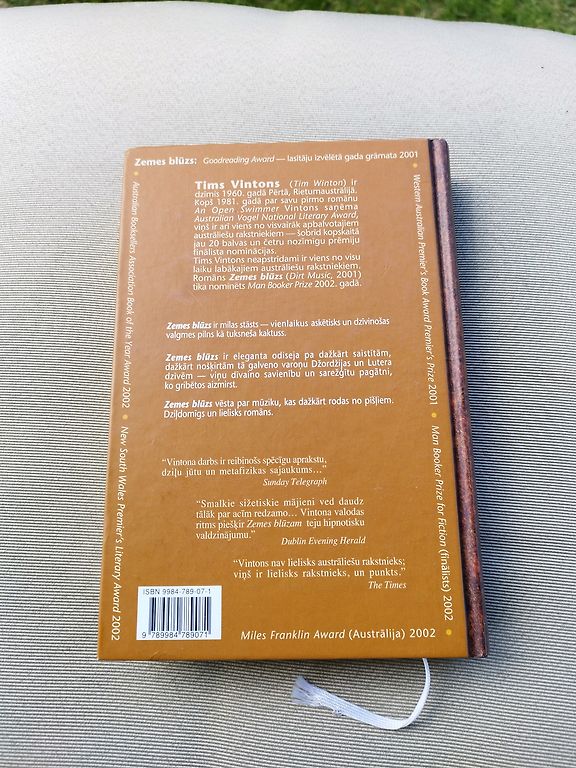 Zemes blūzs: Goodreading Award — lasītāju izvēlētā gada grāmata 2001
Australian Booksellers Association Book of the Year Award 2002 • New South Wales Premier's Literary Award 2002
Tims Vintons (Tim Winton) ir
dzimis 1960. gadā Pērtā, Rietumaustrālijā.
Kopš 1981. gadā par savu pirmo romānu
An Open Swimmer Vintons saņēma
Australian Vogel National Literary Award,
viņš ir arī viens no visvairāk apbalvotajiem
austrāliešu rakstniekiem — šobrīd kopskaitā
jau 20 balvas un četru nozīmīgu prēmiju
finālista nominācijas.
Tims Vintons neapstrīdami ir viens no visu
laiku labākajiem austrāliešu rakstniekiem.
Romāns Zemes blūzs (Dirt Music, 2001)
tika nominēts Man Booker Prize 2002. gadā.
Zemes blūzs ir mīlas stāsts — vienlaikus askētisks un dzīvinošas
valgmes pilns kā tuksneša kaktuss.
Zemes blūzs ir eleganta odiseja pa dažkārt saistītām,
dažkārt nošķirtām tā galveno varoņu Džordžijas un Lutera
dzīvēm — viņu dīvaino savienību un sarežģītu pagātni,
ko gribētos aizmirst.
Zemes blūzs vēsta par mūziku, kas dažkārt rodas no pīšļiem.
Dziļdomīgs un lielisks romāns.
"Vintona darbs ir reibinošs spēcīgu aprakstu,
dziļu jūtu un metafizikas sajaukums..."
Sunday Telegraph
"Smalkie sižetiskie mājieni ved daudz
tālāk par acīm redzamo... Vintona valodas
ritms piešķir Zemes blūzam teju hipnotisku
valdzinājumu."
Dublin Evening Herald
"Vintons nav lielisks austrāliešu rakstnieks;
viņš ir lielisks rakstnieks, un punkts."
The Times
Western Australian Premier's Book Award Premier's Prize 2001 • Man Booker Prize for Fiction (finālists) 2002 •
ISBN 9984-789-07-1
9 789984 789071
Miles Franklin Award (Austrālija) 2002